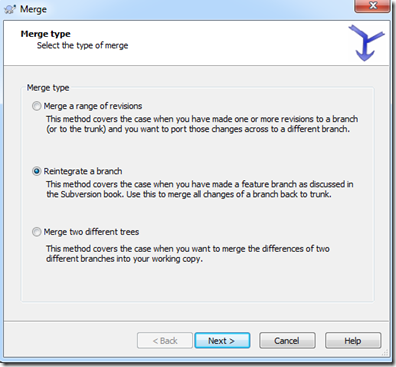 Merge
Merge type
Select the type of merge
Merge type
Merge a range of revisions
This method covers the case when you have made one or more revisions to a branch
(or to the trunk) and you want to port those changes across to a different branch.
Reintegrate a branch
This method covers the case when you have made a feature branch as discussed in
the Subversion book. Use this to merge all changes of a branch back to trunk.
Merge two different trees
This method covers the case when you want to merge the differences of two
different branches into your working copy.
< Back Next > Cancel Help